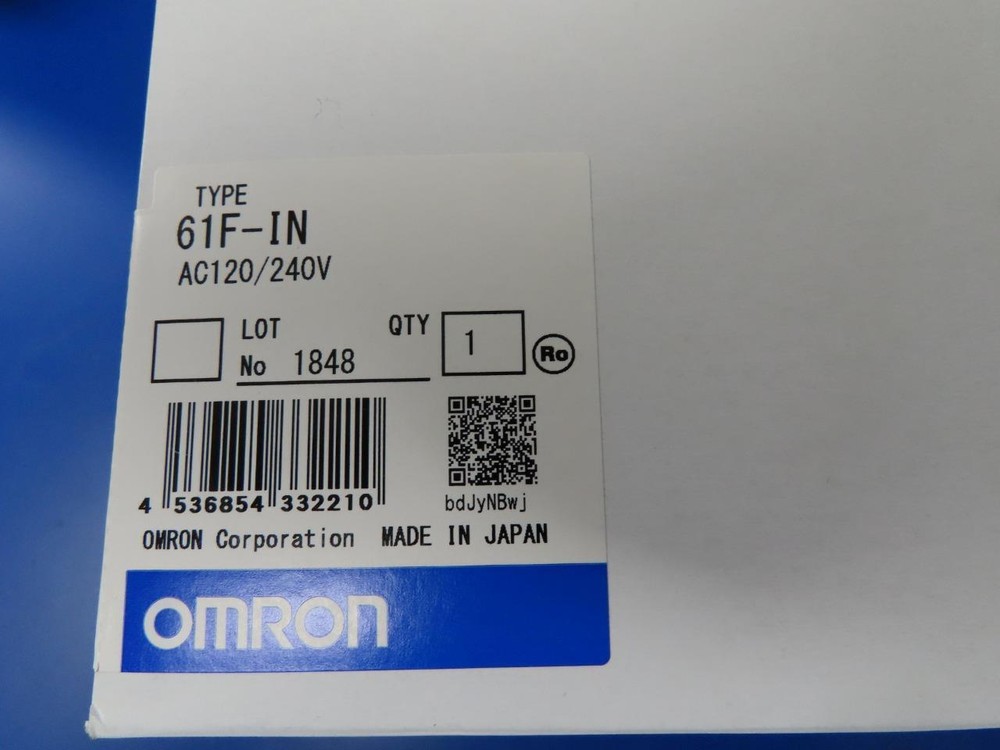 TYPE
61F-IN
AC120/240V
LOT No 1848 QTY 1 Ro
4 536854 332210
bdJyNBwj
OMRON Corporation MADE IN JAPAN
OMRON